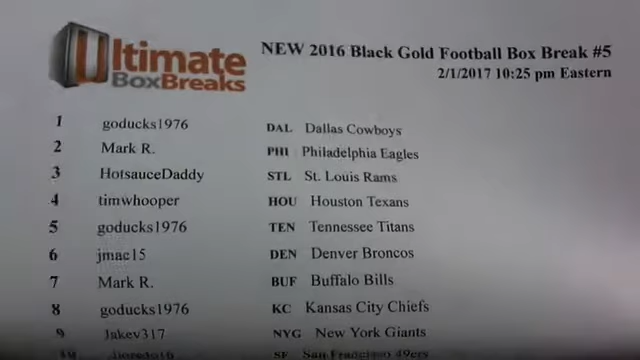 Ultimate
BoxBreaks
NEW 2016 Black Gold Football Box Break #5
2/1/2017 10:25 pm Eastern
1 goducks1976 DAL Dallas Cowboys
2 Mark R. PHI Philadelphia Eagles
3 HotsauceDaddy STL St. Louis Rams
4 timwhooper HOU Houston Texans
5 goducks1976 TEN Tennessee Titans
6 jmac15 DEN Denver Broncos
7 Mark R. BUF Buffalo Bills
8 goducks1976 KC Kansas City Chiefs
9 Jakev317 NYG New York Giants
10 SF San Francisco 49ers